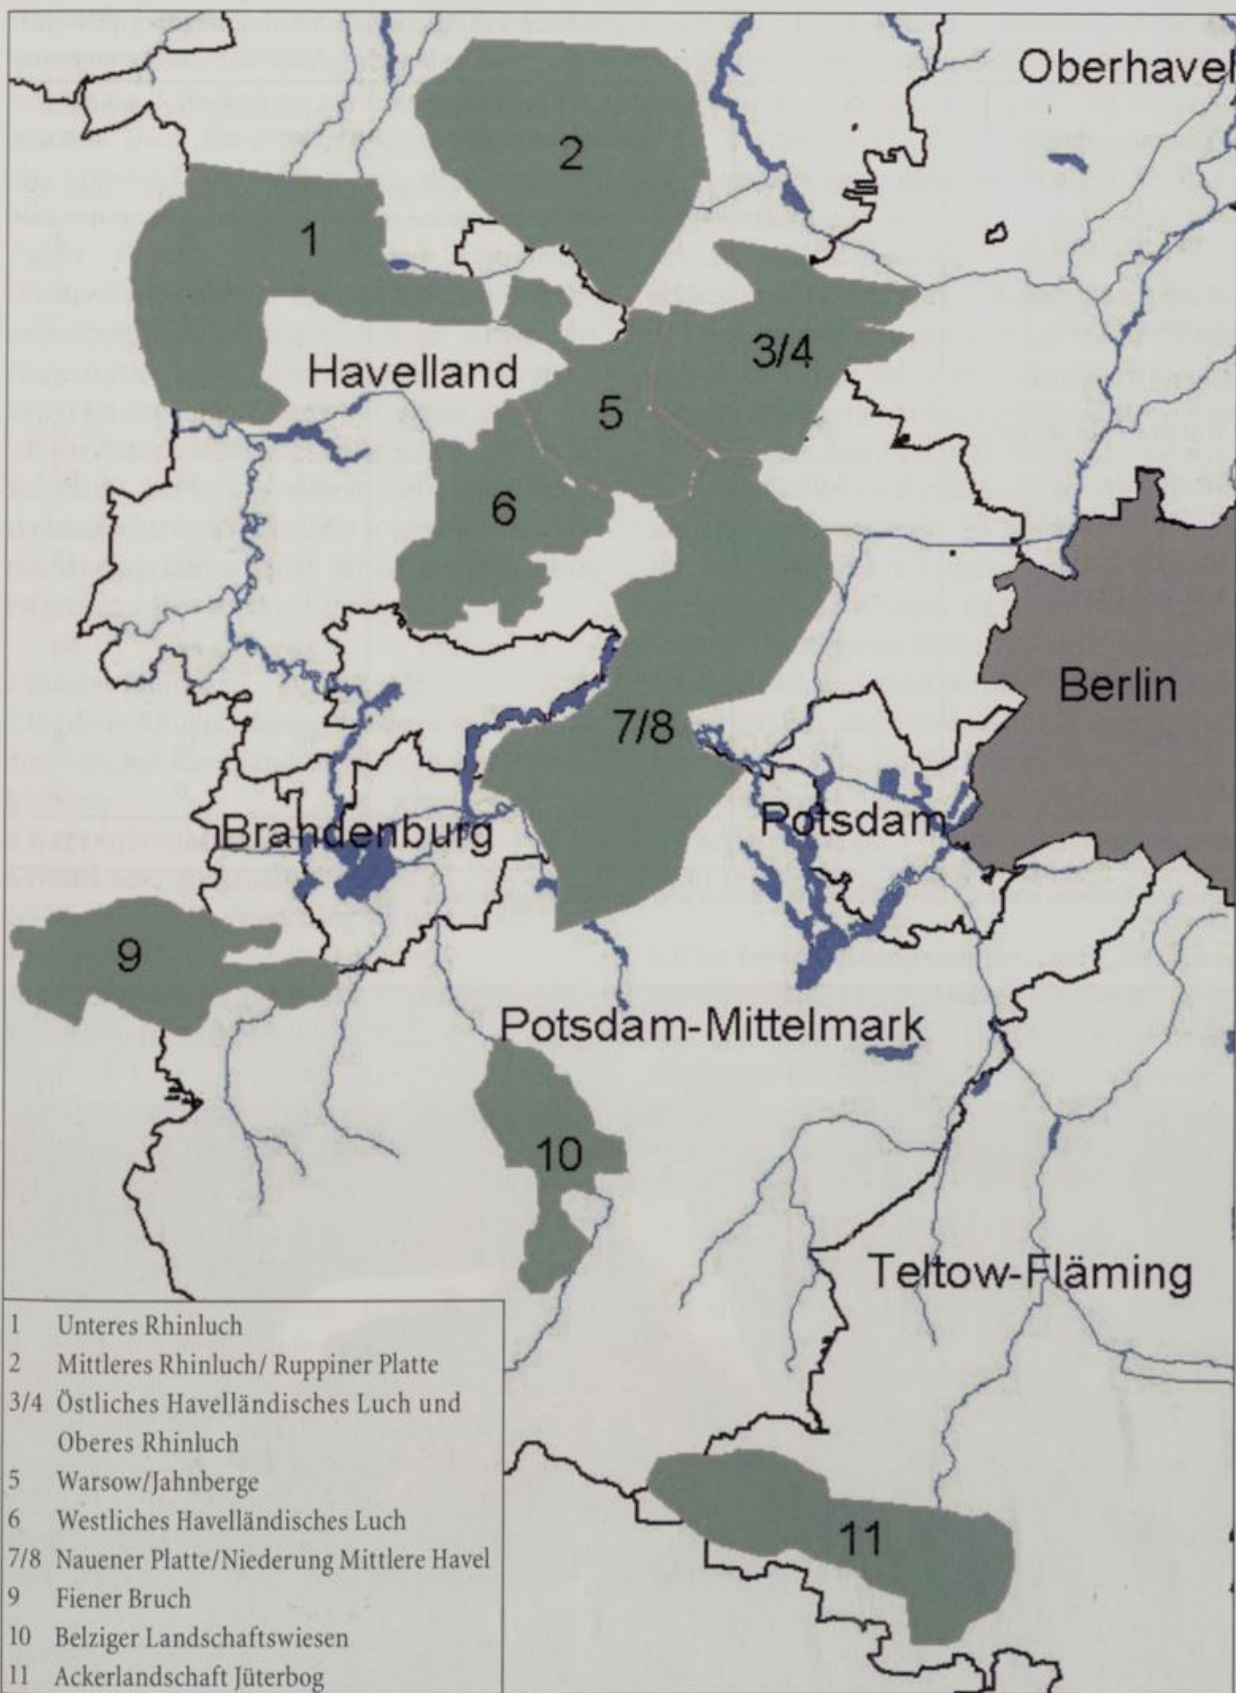 Oberhavel
2
1
3/4
Havelland
5
6
Berlin
7/8
Brandenburg
Potsdam
9
Potsdam-Mittelmark
10
Teltow-Fläming
11
1 Unteres Rhinluch
2 Mittleres Rhinluch/ Ruppiner Platte
3/4 Östliches Havelländisches Luch und
Oberes Rhinluch
5 Warsow/Jahnberge
6 Westliches Havelländisches Luch
7/8 Nauener Platte/Niederung Mittlere Havel
9 Fiener Bruch
10 Belziger Landschaftswiesen
11 Ackerlandschaft Jüterbog